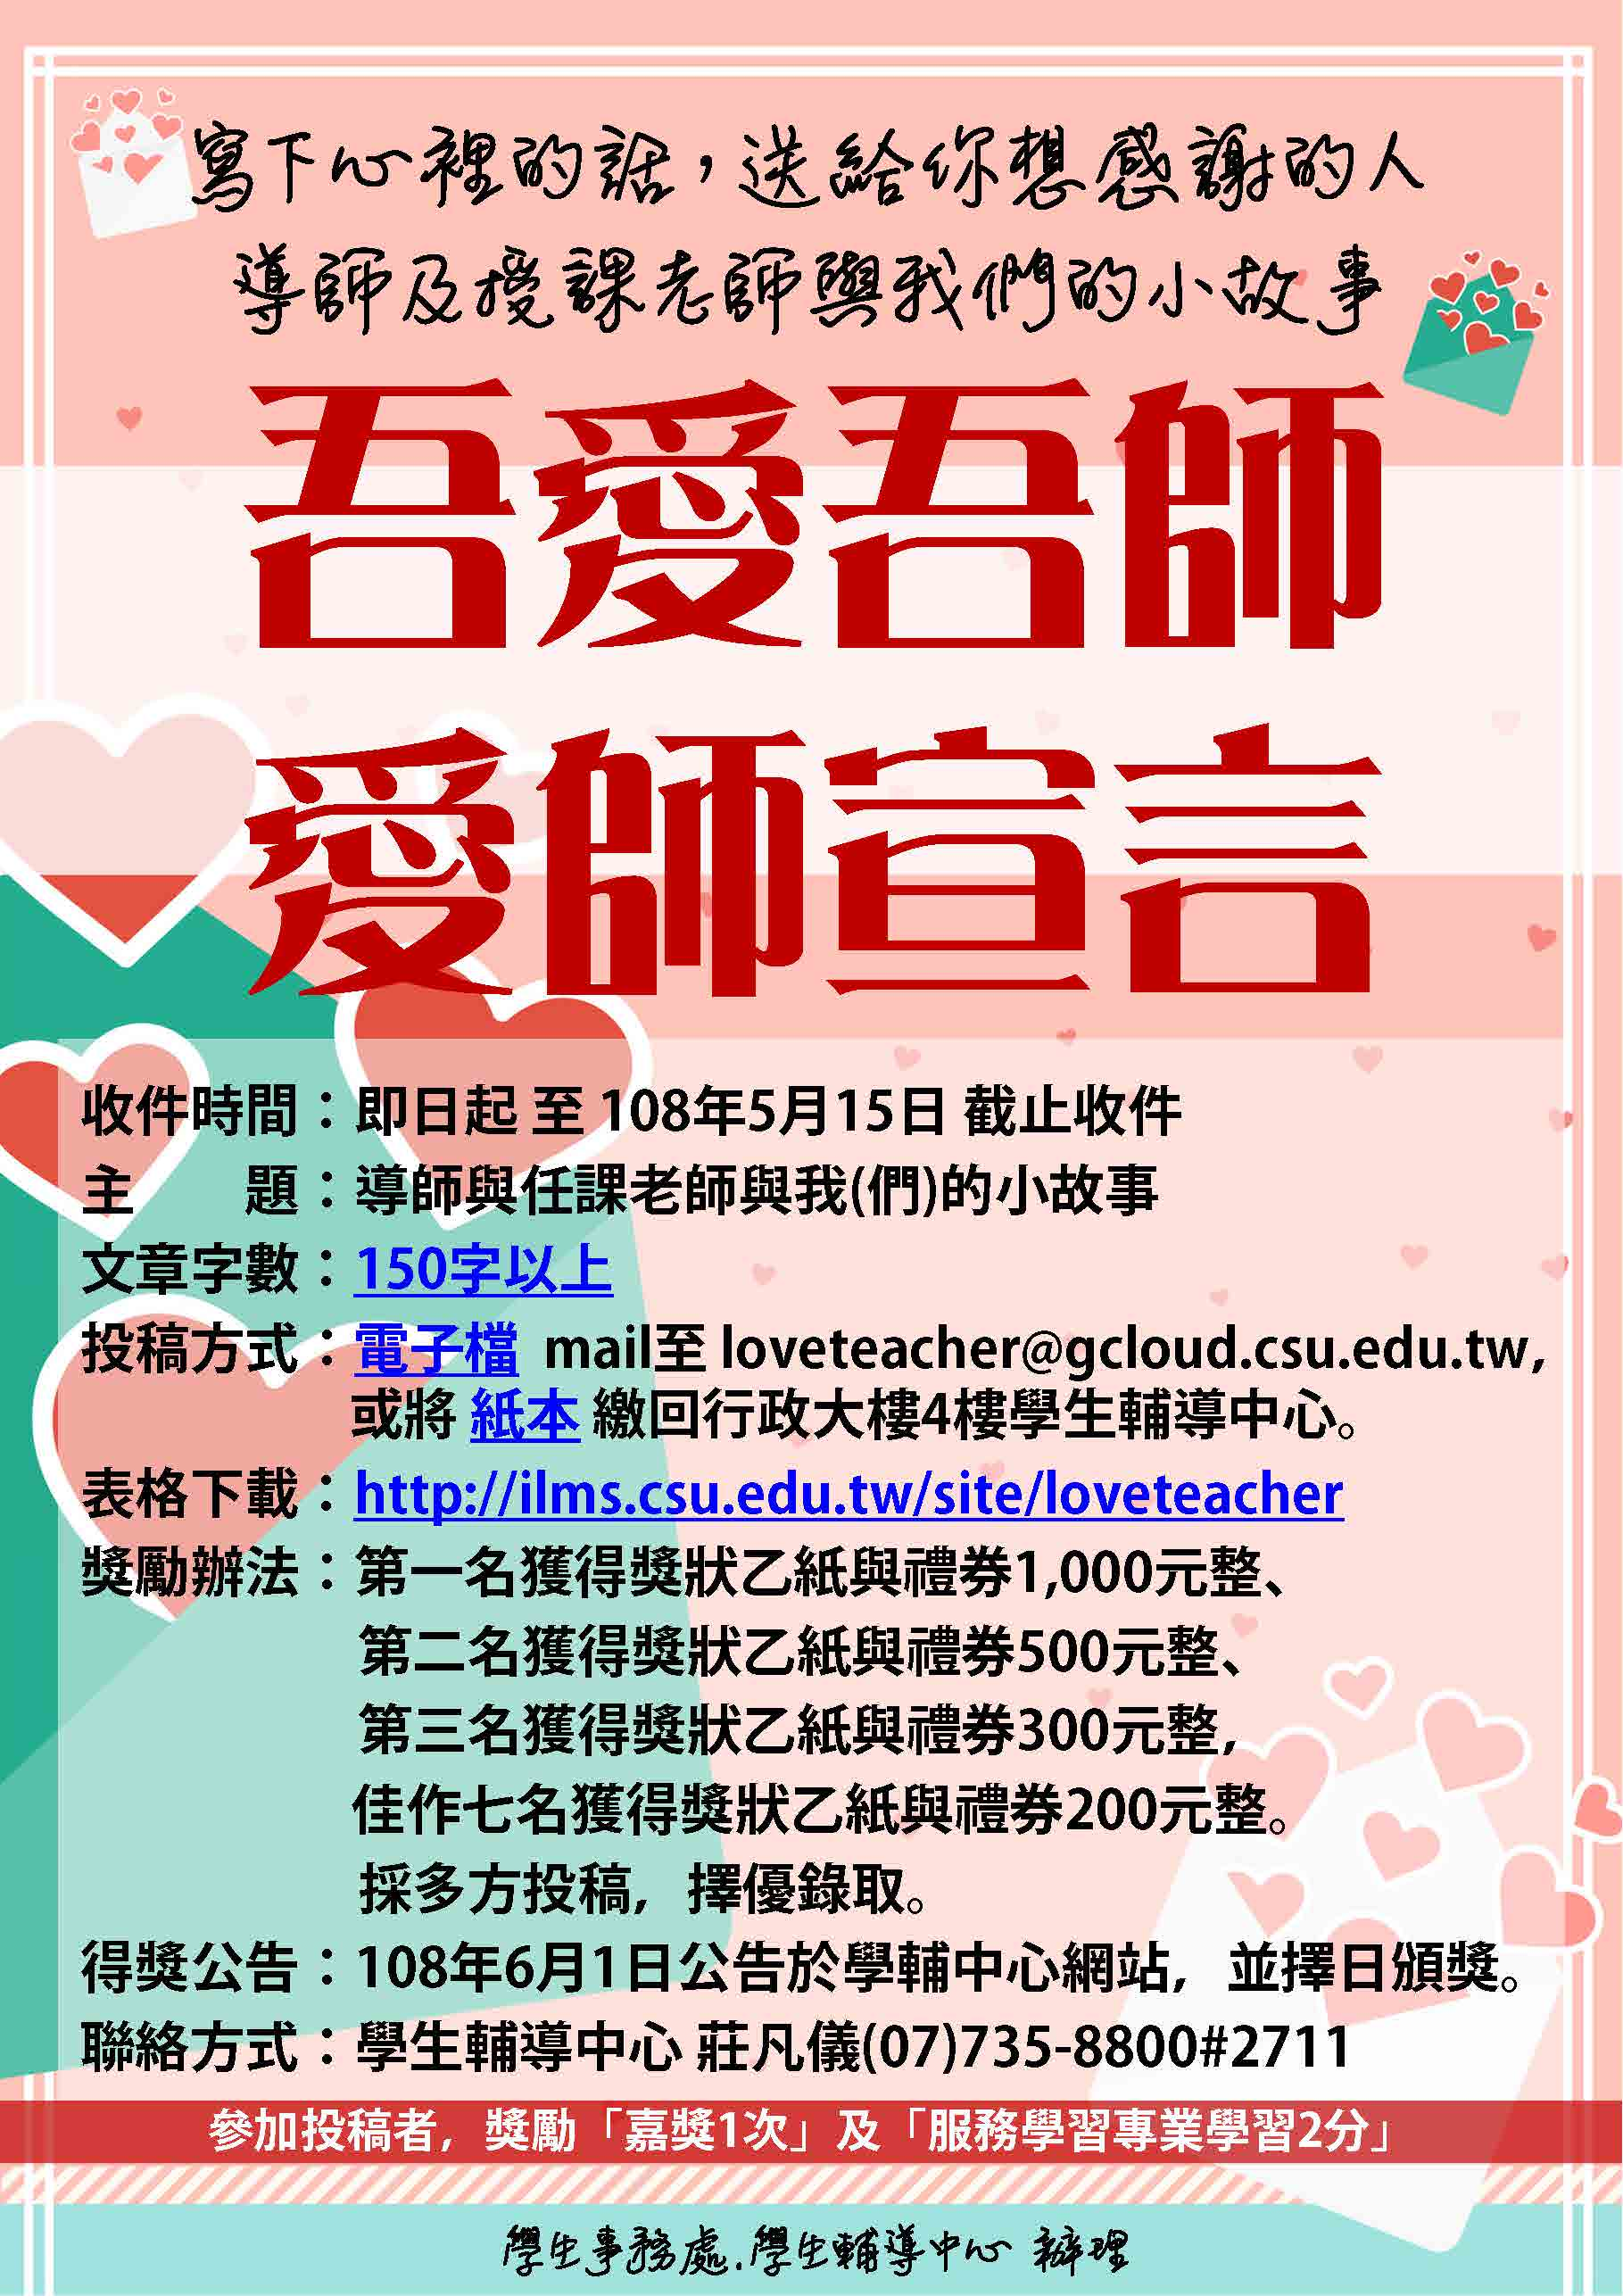 寫下心裡的話，送給你想感謝的人
導師及授課老師與我們的小故事
吾愛吾師
愛師宣言
收件時間：即日起 至 108年5月15日 截止收件
主　　題：導師與任課老師與我(們)的小故事
文章字數：150字以上
投稿方式：電子檔 mail至 loveteacher@gcloud.csu.edu.tw,
或將 紙本 繳回行政大樓4樓學生輔導中心。
表格下載：http://ilms.csu.edu.tw/site/loveteacher
獎勵辦法：第一名獲得獎狀乙紙與禮券1,000元整、
第二名獲得獎狀乙紙與禮券500元整、
第三名獲得獎狀乙紙與禮券300元整,
佳作七名獲得獎狀乙紙與禮券200元整。
採多方投稿，擇優錄取。
得獎公告：108年6月1日公告於學輔中心網站，並擇日頒獎。
聯絡方式：學生輔導中心 莊凡儀(07)735-8800#2711
參加投稿者，獎勵「嘉獎1次」及「服務學習專業學習2分」
學生事務處.學生輔導中心 辦理